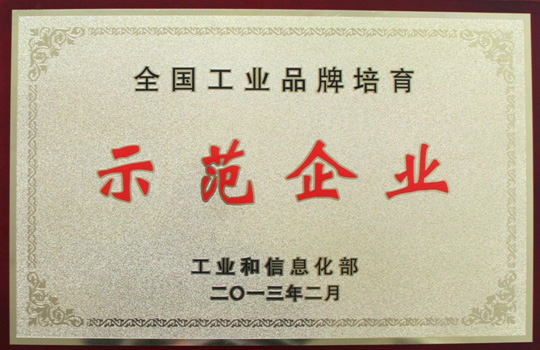 全国工业品牌培育
示范企业
工业和信息化部
二〇一三年二月